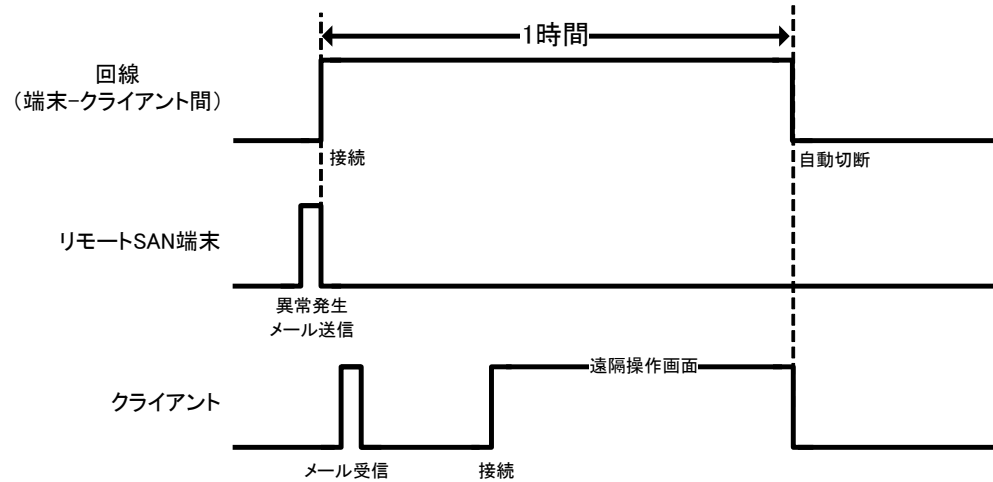 1時間
回線
（端末-クライアント間）
接続
自動切断
リモートSAN端末
異常発生
メール送信
遠隔操作画面
クライアント
メール受信
接続